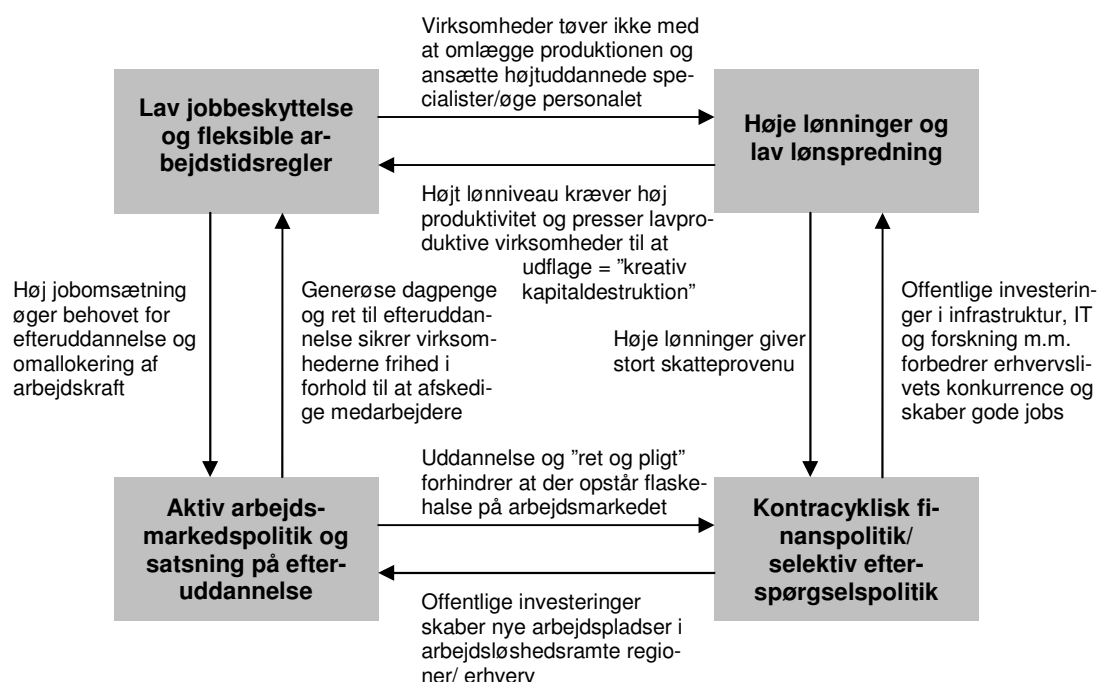 Virksomheder tøver ikke med
at omlægge produktionen og
ansætte højtuddannede spe-
cialister/øge personalet
Lav jobbeskyttelse
og fleksible ar-
bejdstidsregler
Høje lønninger og
lav lønspredning
Højt lønniveau kræver høj
produktivitet og presser lavpro-
duktive virksomheder til at
udflage = ”kreativ
kapitaldestruktion”
Høj jobomsætning
øger behovet for
efteruddannelse og
omallokering af
arbejdskraft
Generøse dagpenge
og ret til efteruddan-
nelse sikrer virksom-
hederne frihed i
forhold til at afskedi-
ge medarbejdere
Høje lønninger giver
stort skatteprovenu
Offentlige investerin-
ger i infrastruktur, IT
og forskning m.m.
forbedrer erhvervsli-
vets konkurrence og
skaber gode jobs
Uddannelse og ”ret og pligt”
forhindrer at der opstår flaske-
halse på arbejdsmarkedet
Aktiv arbejds-
markedspolitik og
satsning på efter-
uddannelse
Kontracyklisk fi-
nanspolitik/
selektiv efter-
spørgselspolitik
Offentlige investeringer
skaber nye arbejdspladser i
arbejdsløshedsramte regio-
ner/ erhverv